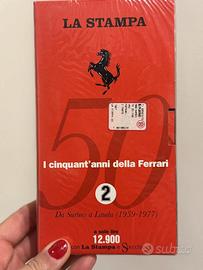 LA STAMPA
50
I cinquant'anni della Ferrari
2
Da Surtees a Lauda (1959-1977)
a sole lire
12.900
con La Stampa e Specchio
Subito